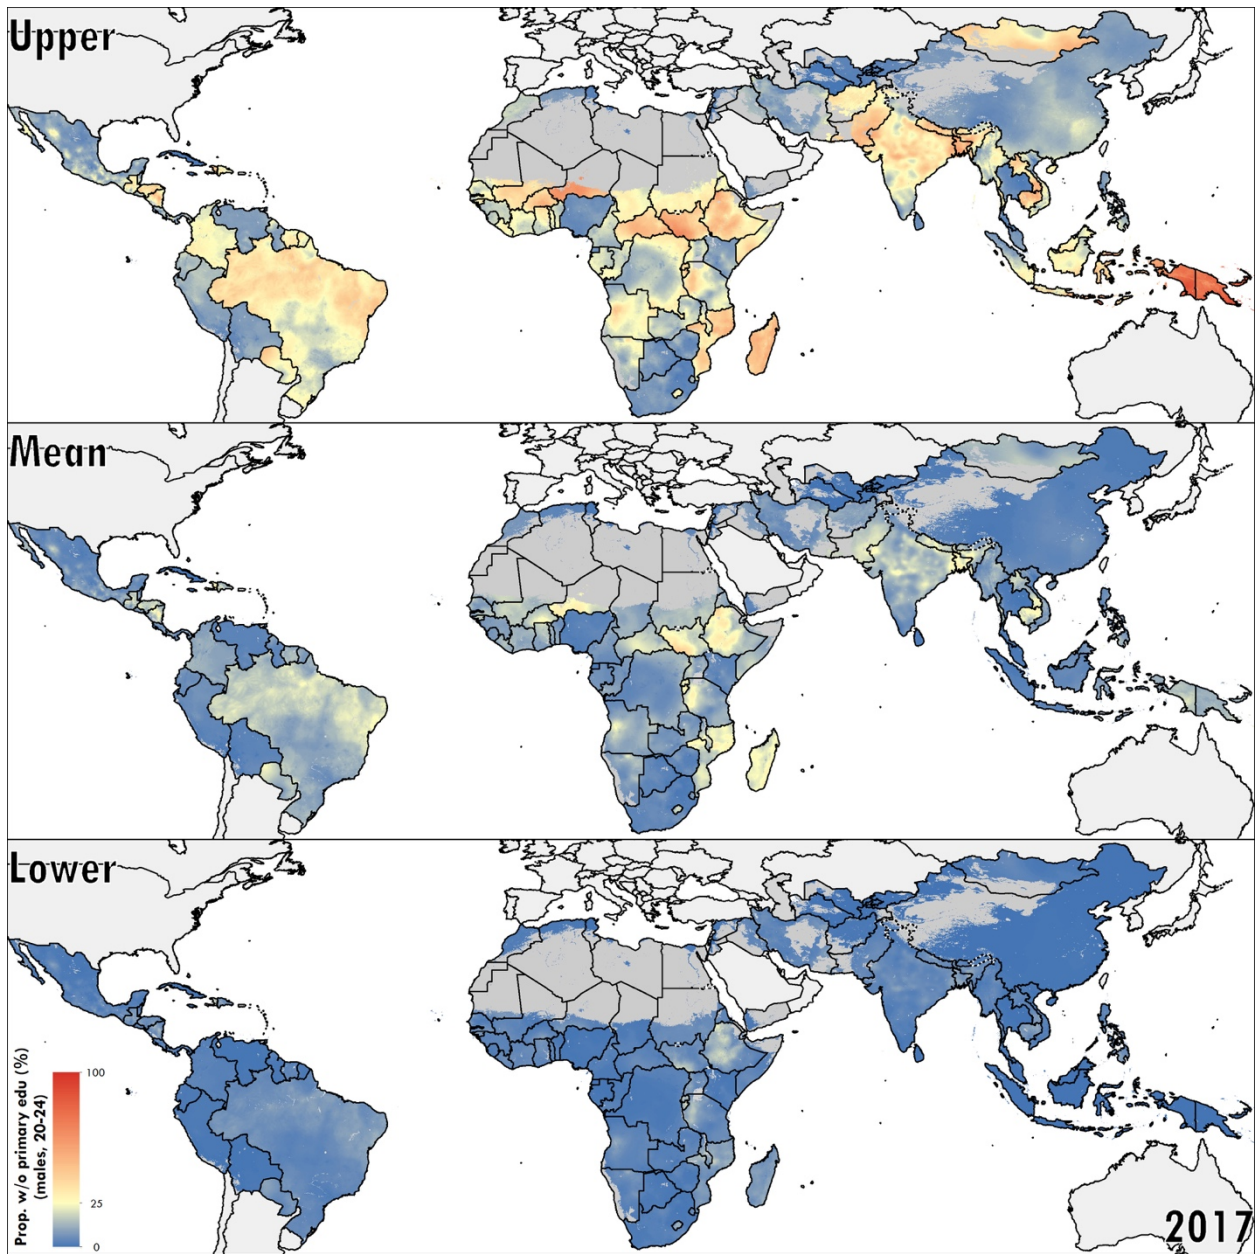 Upper
Mean
Lower
Prop. w/o primary edu (%)
(males, 20-24)
100
25
0
2017